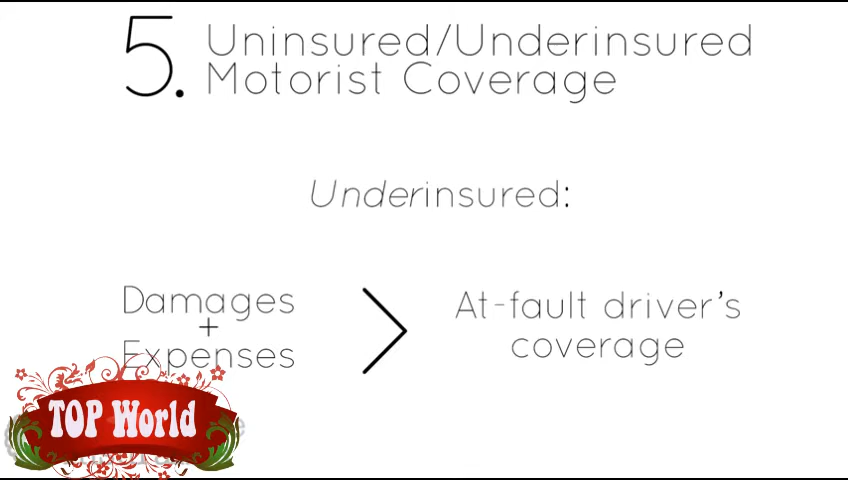 5. Uninsured/Underinsured
Motorist Coverage
Underinsured:
Damages
+
Expenses
>
At-fault driver's
coverage
TOP World